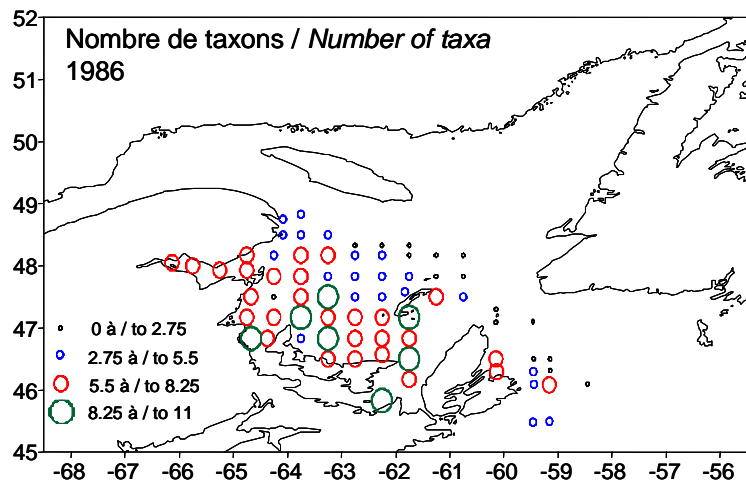 Nombre de taxons / Number of taxa
1986
52
51
50
49
48
47
46
45
0 à / to 2.75
2.75 à / to 5.5
5.5 à / to 8.25
8.25 à / to 11
-68 -67 -66 -65 -64 -63 -62 -61 -60 -59 -58 -57 -56